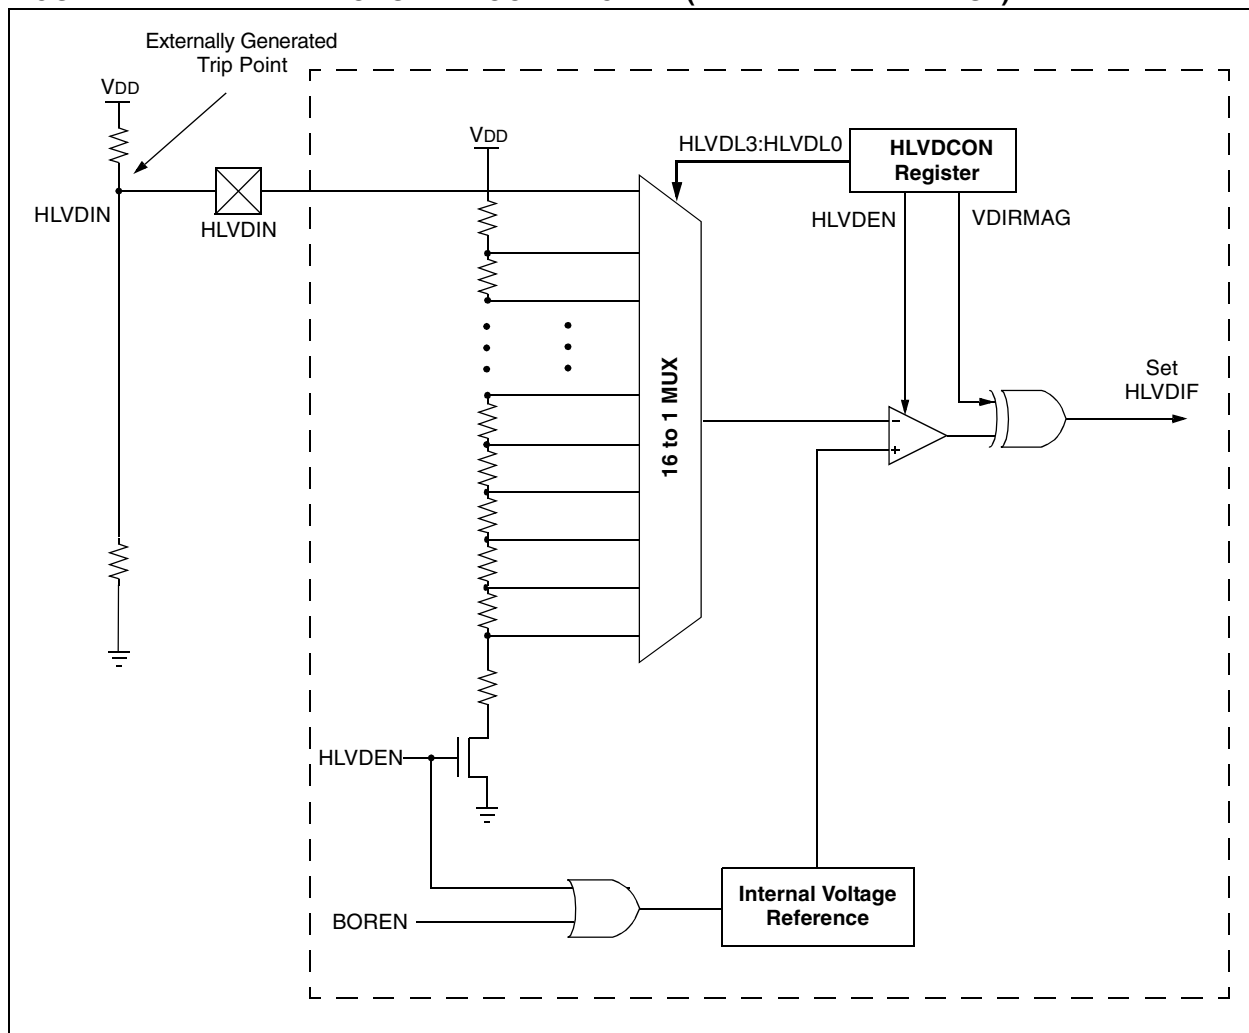 Externally Generated
Trip Point
VDD
VDD
HLVDL3:HLVDL0
HLVDCON
Register
HLVDIN
HLVDIN
HLVDEN
VDIRMAG
16 to 1 MUX
Set
HLVDIF
–
+
HLVDEN
Internal Voltage
Reference
BOREN